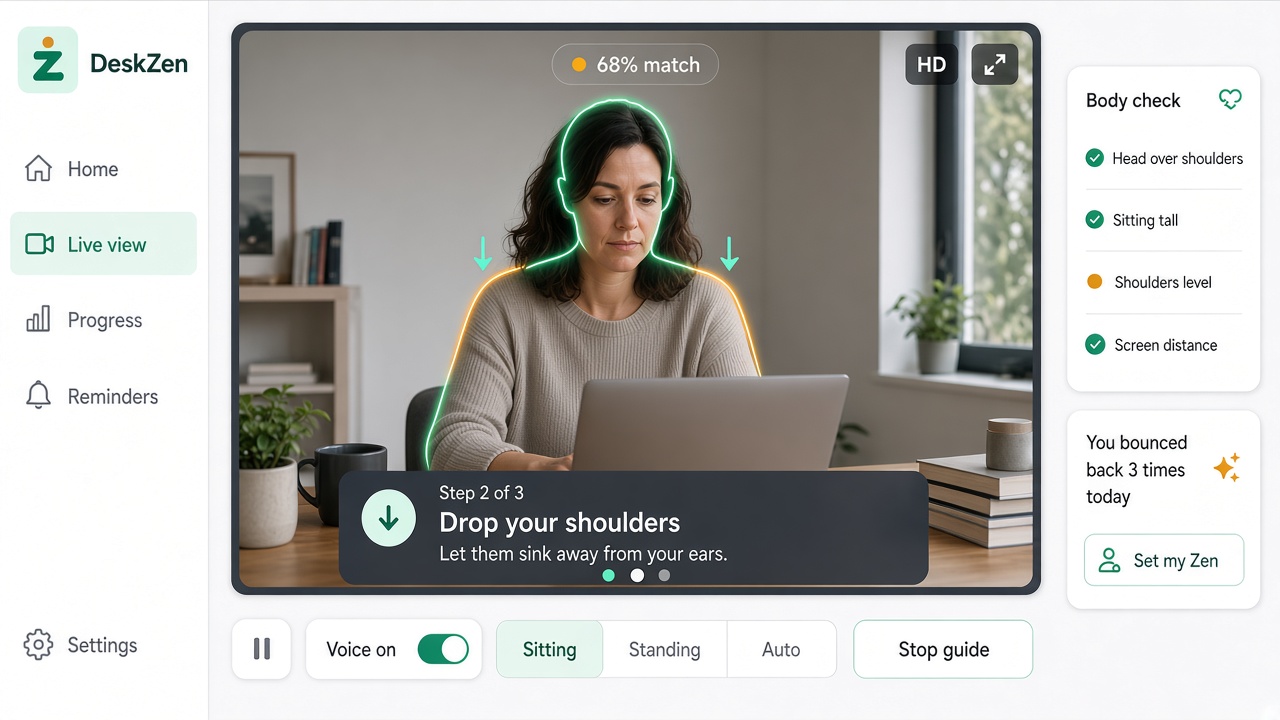 DeskZen
Home
Live view
Progress
Reminders
Settings
68% match
HD
Step 2 of 3
Drop your shoulders
Let them sink away from your ears.
Voice on
Sitting
Standing
Auto
Stop guide
Body check
Head over shoulders
Sitting tall
Shoulders level
Screen distance
You bounced
back 3 times
today
Set my Zen